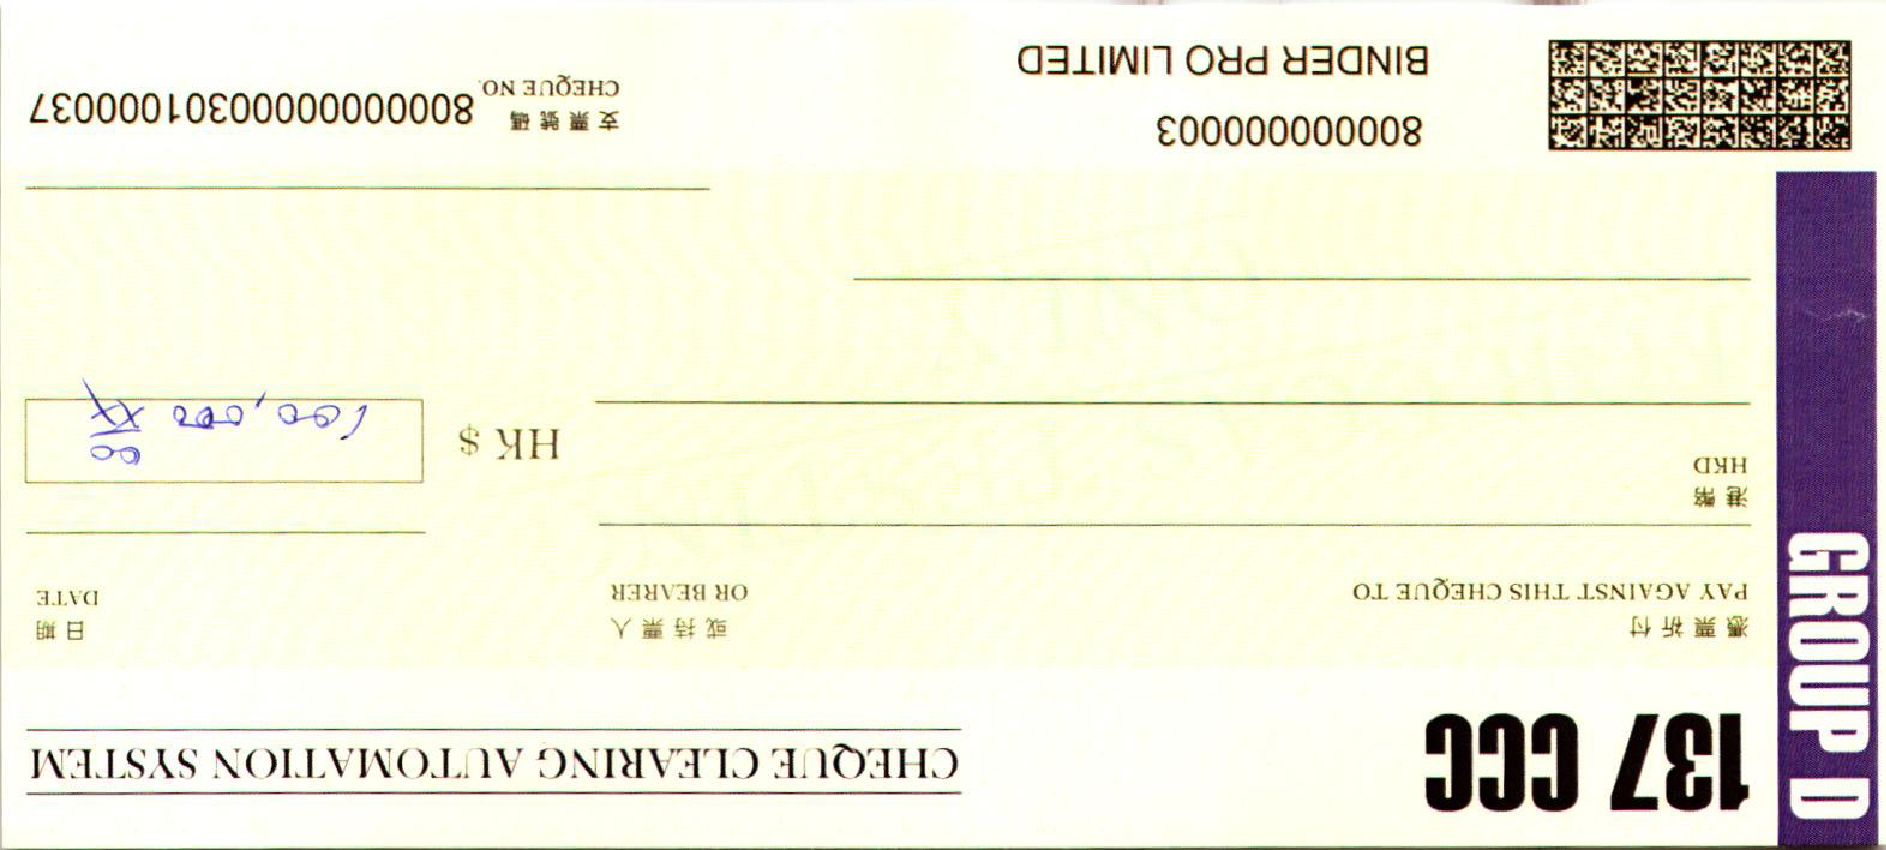 137 CCC
CHEQUE CLEARING AUTOMATION SYSTEM
GROUP D
憑票祈付
PAY AGAINST THIS CHEQUE TO
或持票人
OR BEARER
日期
DATE
港幣
HKD
HK $
100,000 00/XX
800000000003
BINDER PRO LIMITED
支票號碼
CHEQUE NO.
80000000000301000037